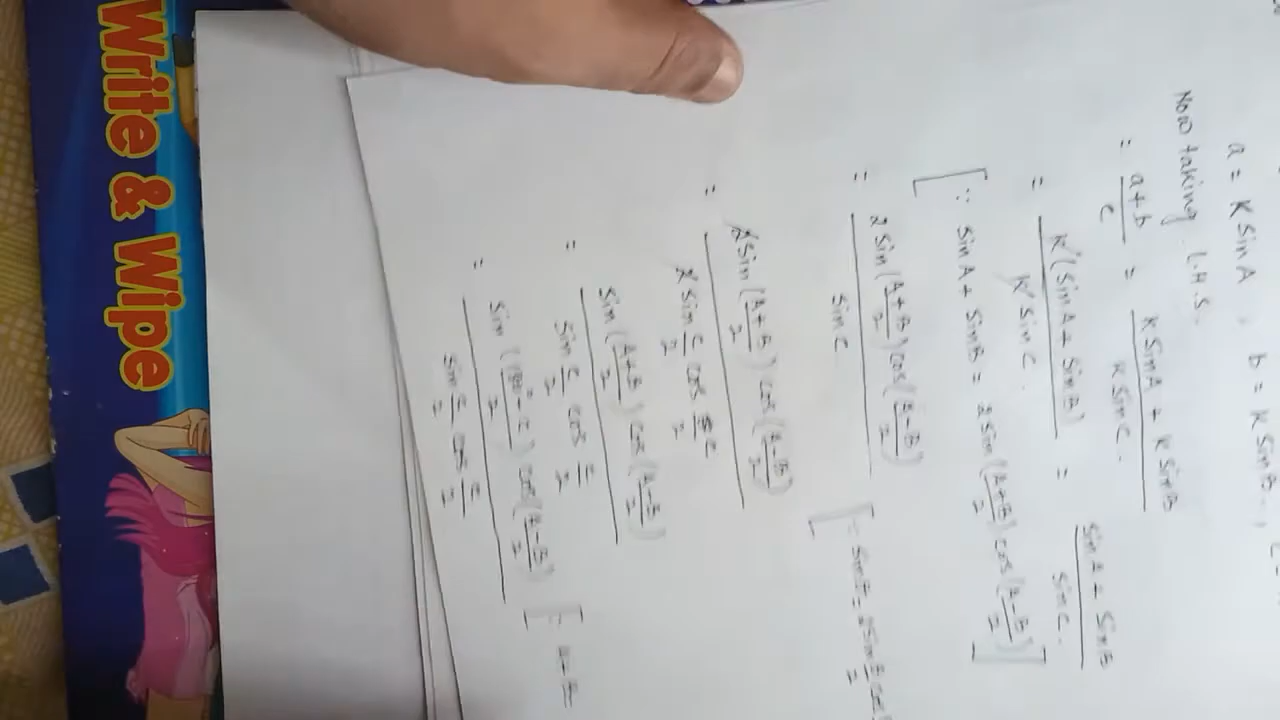 a = K sin A , b = K sin B ,
Now taking L.H.S.
= a+b / c = K sin A + K sin B / K sin C.
= K (sin A + sin B) / K sin C. = sin A + sin B / sin C.
[∵ sin A + sin B = 2 sin (A+B / 2) cos (A-B / 2)]
= 2 sin (A+B / 2) cos (A-B / 2) / sin C
= 2 sin (A+B / 2) cos (A-B / 2) / 2 sin C/2 cos C/2
= sin (A+B / 2) cos (A-B / 2) / sin C/2 cos C/2
= sin (180°-C / 2) cos (A-B / 2) / sin C/2 cos C/2
Write & Wipe